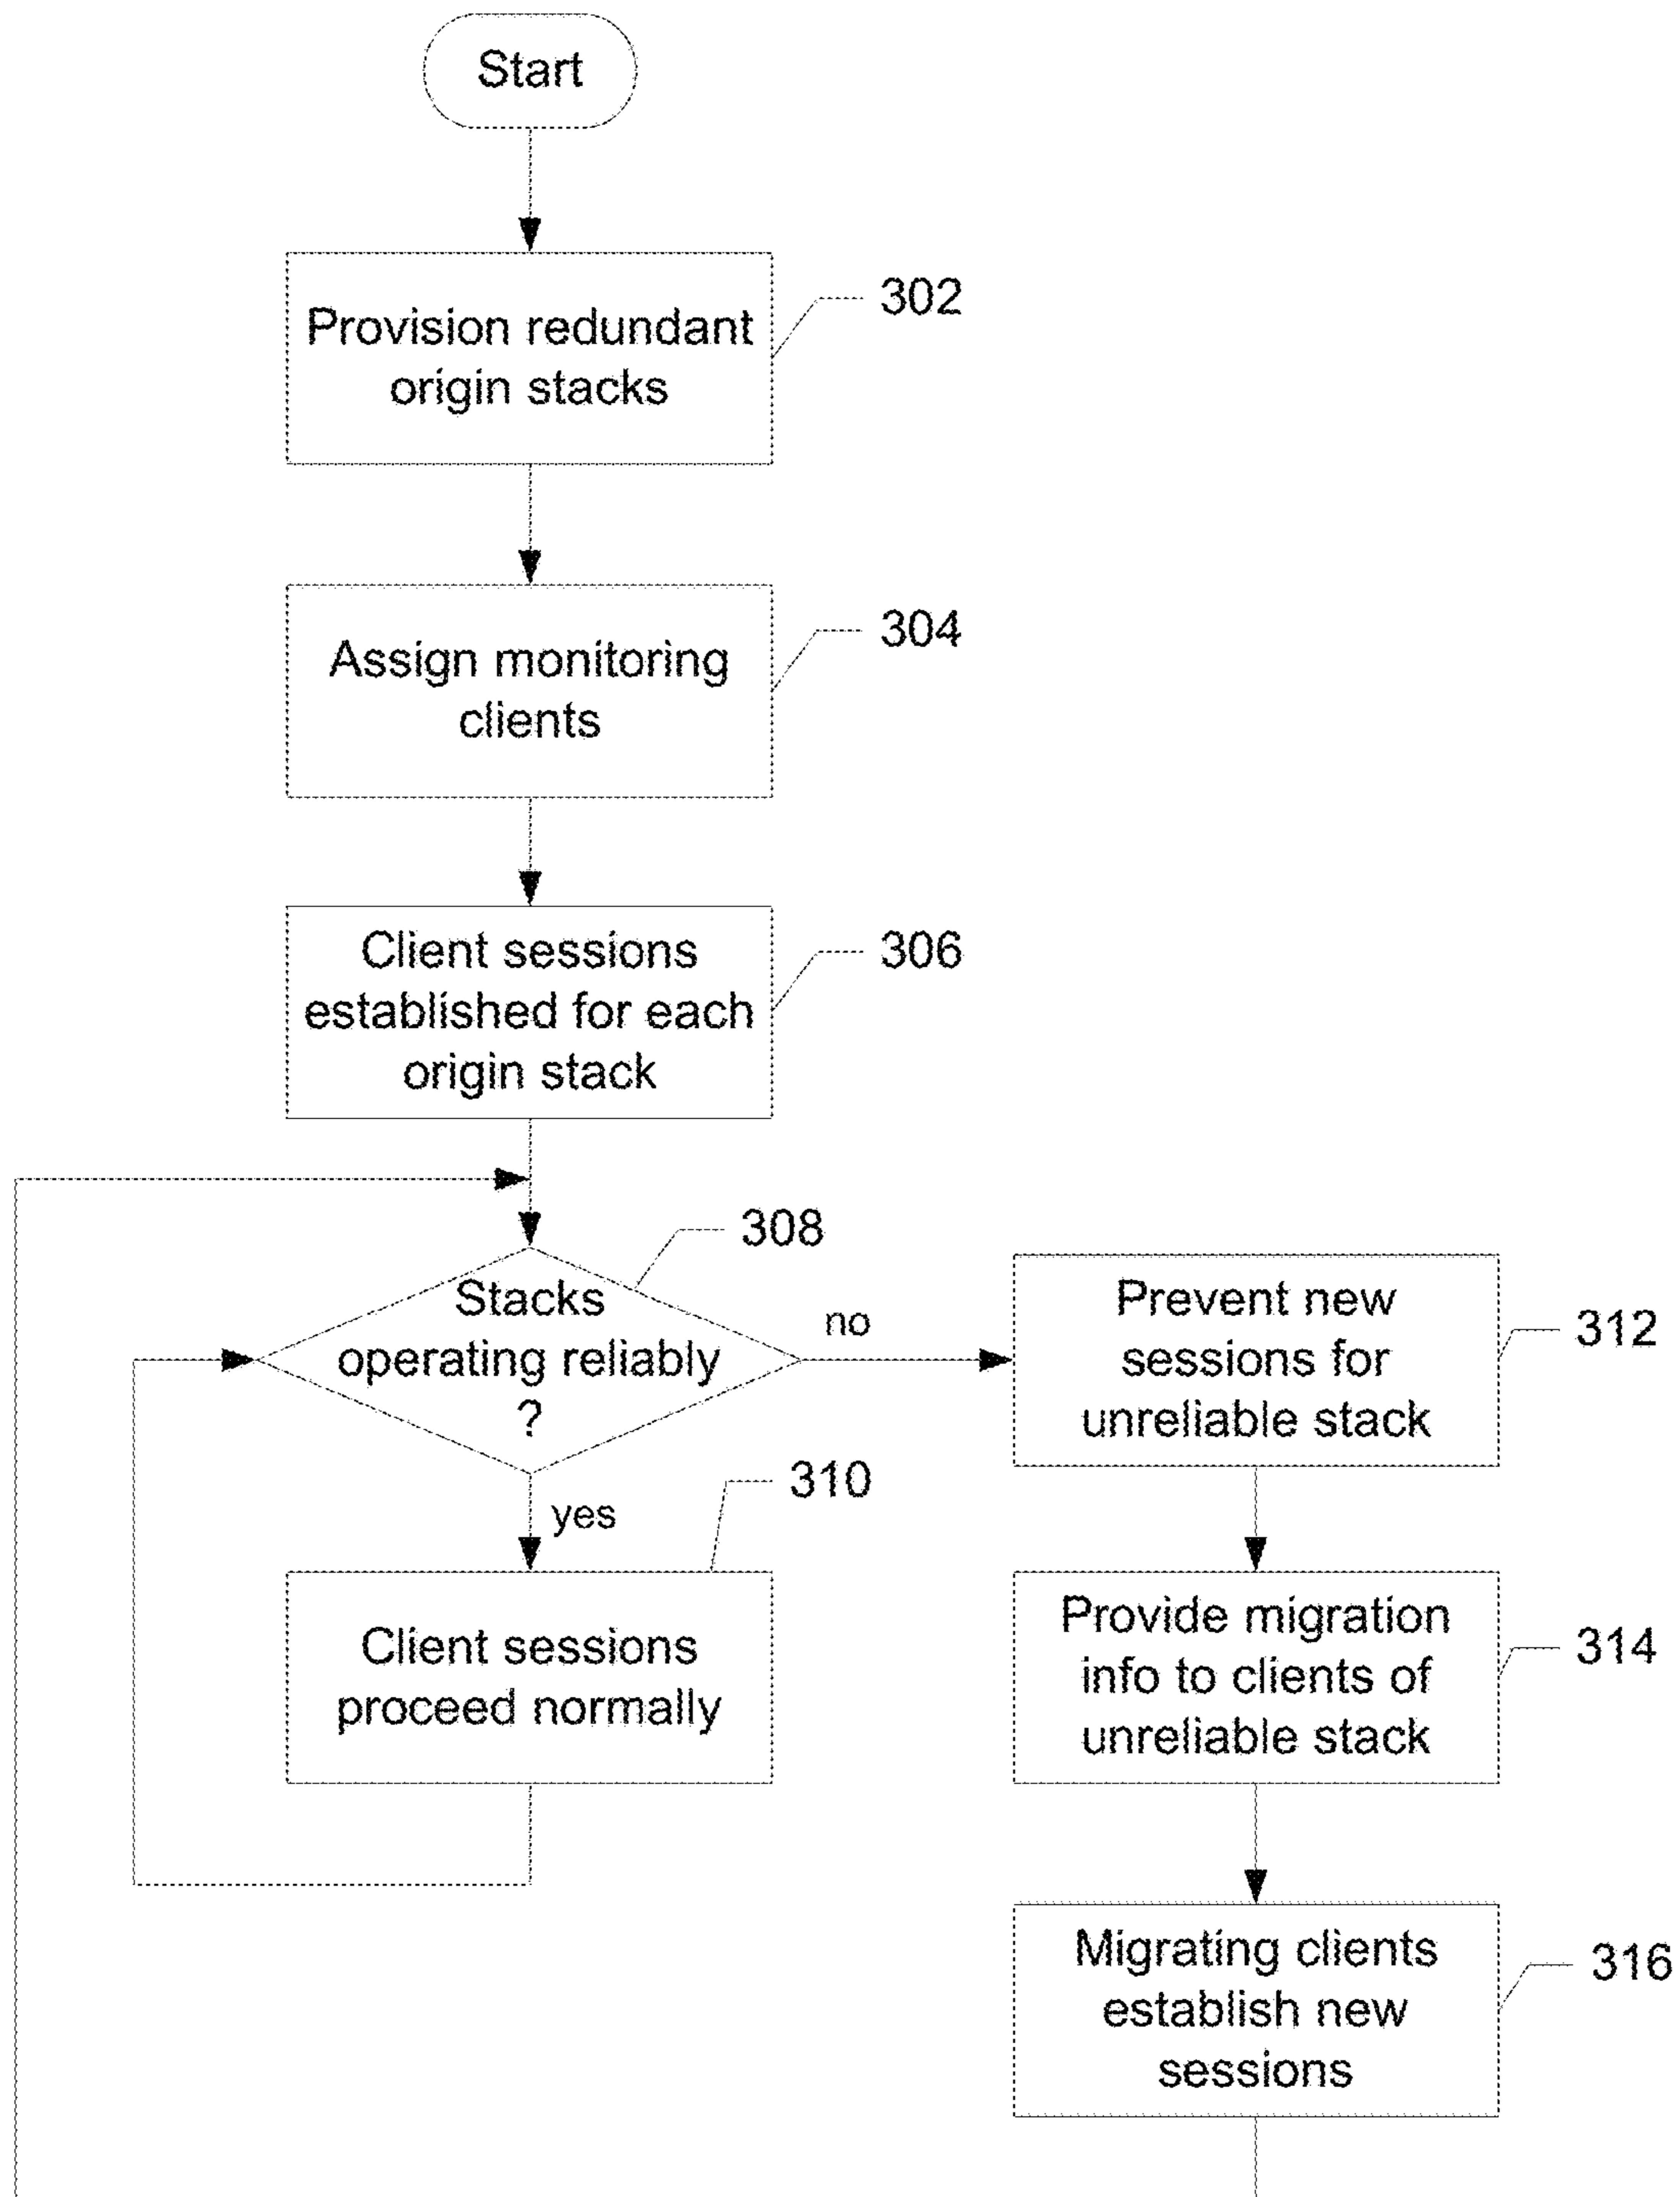 Start
Provision redundant
origin stacks
302
Assign monitoring
clients
304
Client sessions
established for each
origin stack
306
308
Stacks
operating reliably
?
no
yes
310
Client sessions
proceed normally
Prevent new
sessions for
unreliable stack
312
Provide migration
info to clients of
unreliable stack
314
Migrating clients
establish new
sessions
316